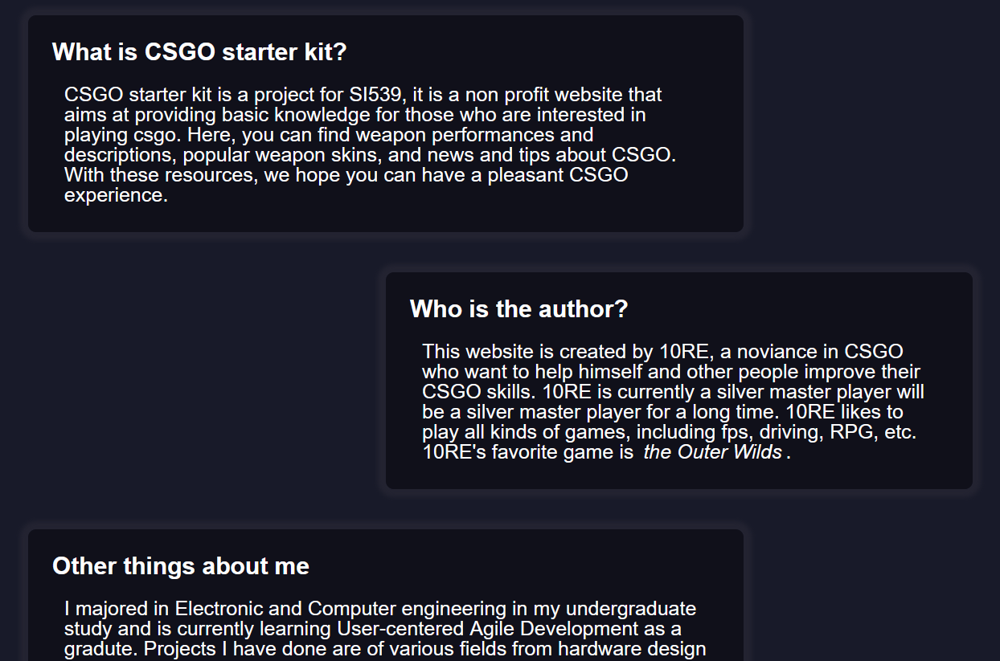 What is CSGO starter kit?
CSGO starter kit is a project for SI539, it is a non profit website that
aims at providing basic knowledge for those who are interested in
playing csgo. Here, you can find weapon performances and
descriptions, popular weapon skins, and news and tips about CSGO.
With these resources, we hope you can have a pleasant CSGO
experience.
Who is the author?
This website is created by 10RE, a noviance in CSGO
who want to help himself and other people improve their
CSGO skills. 10RE is currently a silver master player will
be a silver master player for a long time. 10RE likes to
play all kinds of games, including fps, driving, RPG, etc.
10RE's favorite game is the Outer Wilds .
Other things about me
I majored in Electronic and Computer engineering in my undergraduate
study and is currently learning User-centered Agile Development as a
gradute. Projects I have done are of various fields from hardware design